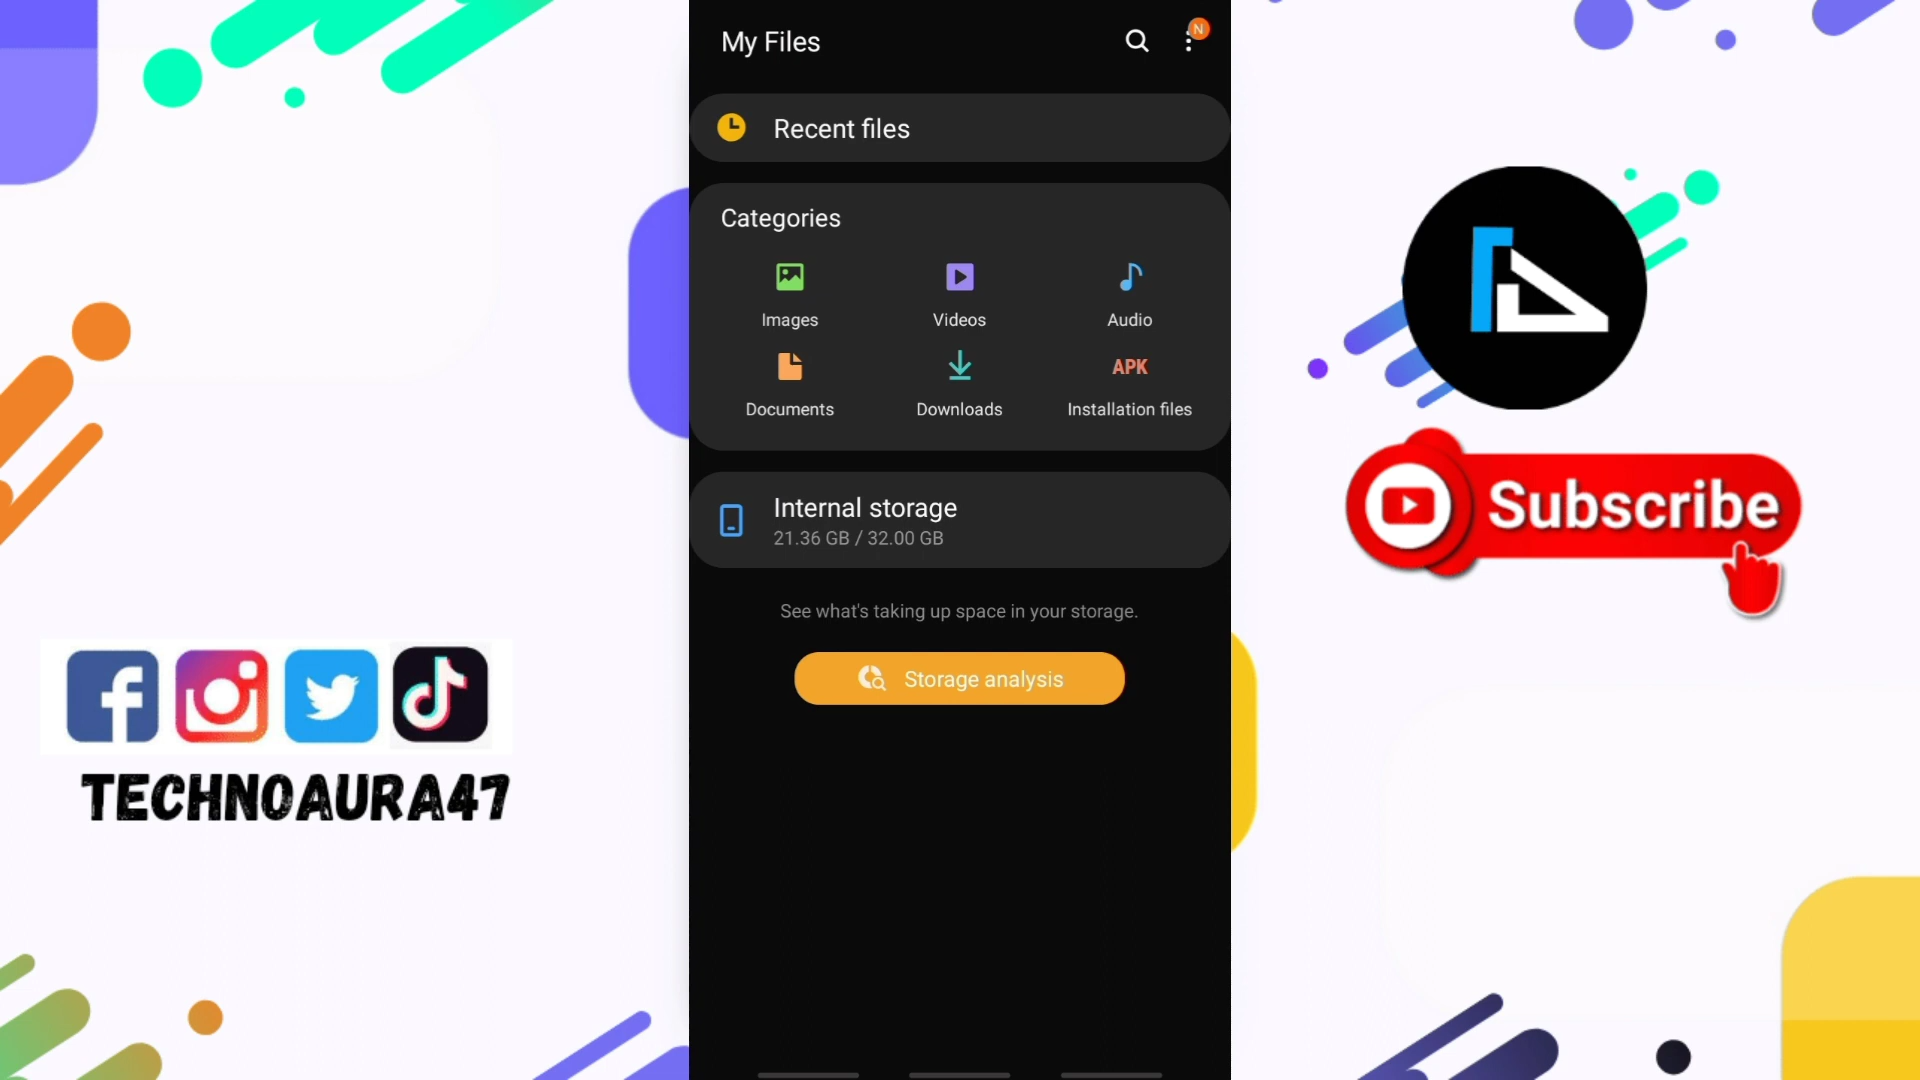 My Files
N
Recent files
Categories
Images
Videos
Audio
APK
Documents
Downloads
Installation files
Internal storage
21.36 GB / 32.00 GB
See what's taking up space in your storage.
Storage analysis
Subscribe
TECHNOAURA47